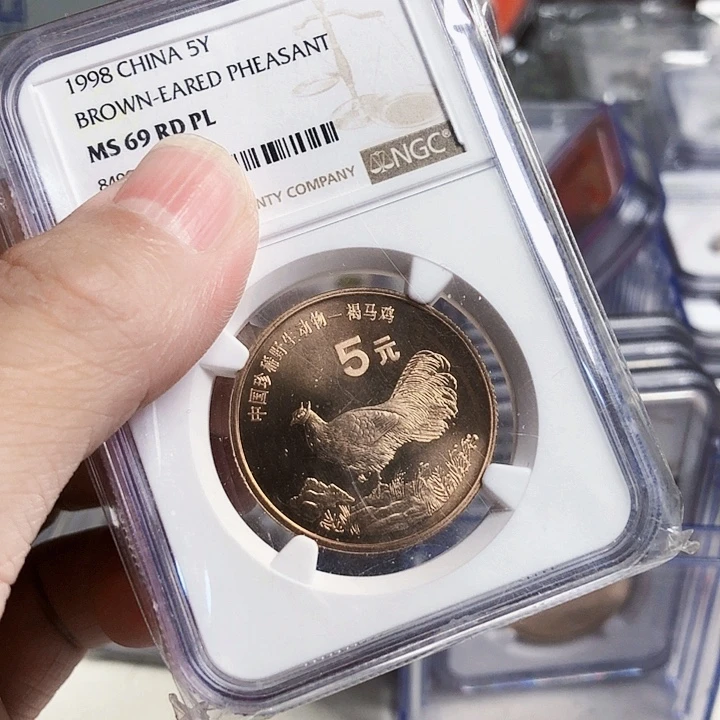 1998 CHINA 5Y
BROWN-EARED PHEASANT
MS 69 RD PL
NTY COMPANY
NGC
中国珍稀野生动物—褐马鸡
5元